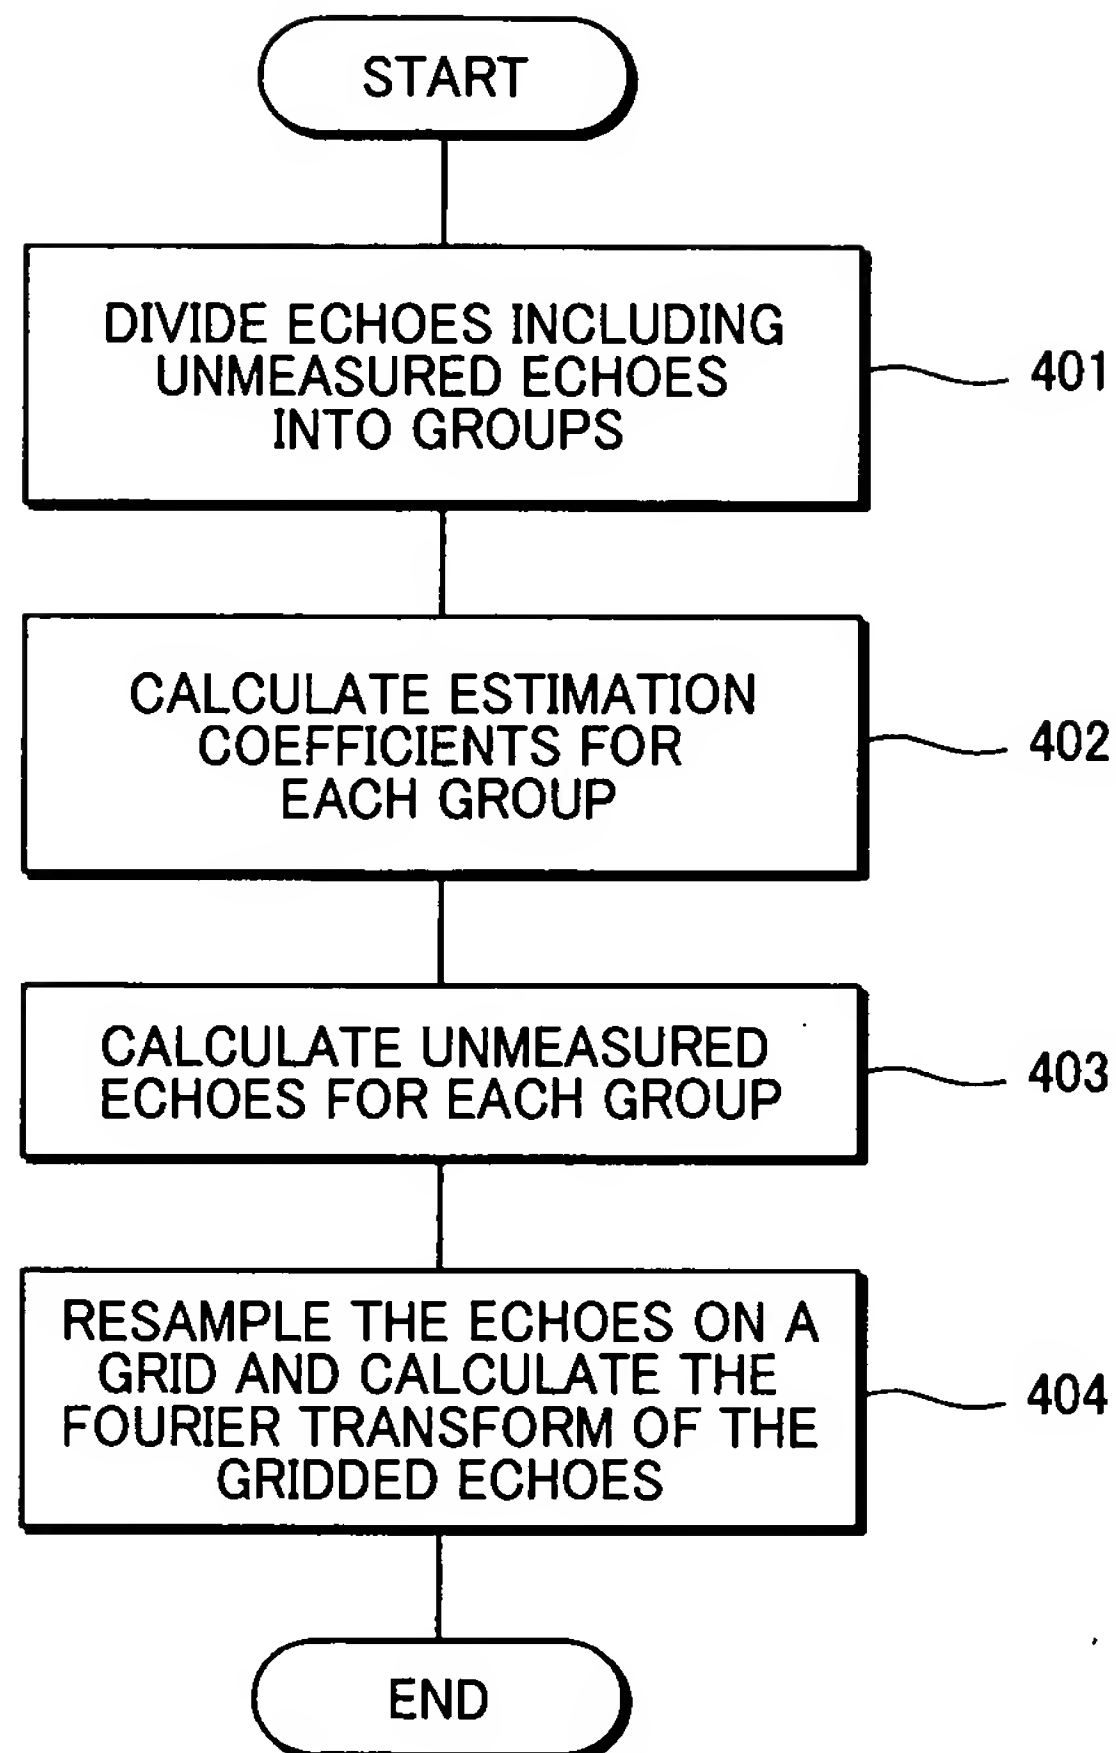 START
DIVIDE ECHOES INCLUDING
UNMEASURED ECHOES
INTO GROUPS
401
CALCULATE ESTIMATION
COEFFICIENTS FOR
EACH GROUP
402
CALCULATE UNMEASURED
ECHOES FOR EACH GROUP
403
RESAMPLE THE ECHOES ON A
GRID AND CALCULATE THE
FOURIER TRANSFORM OF THE
GRIDDED ECHOES
404
END